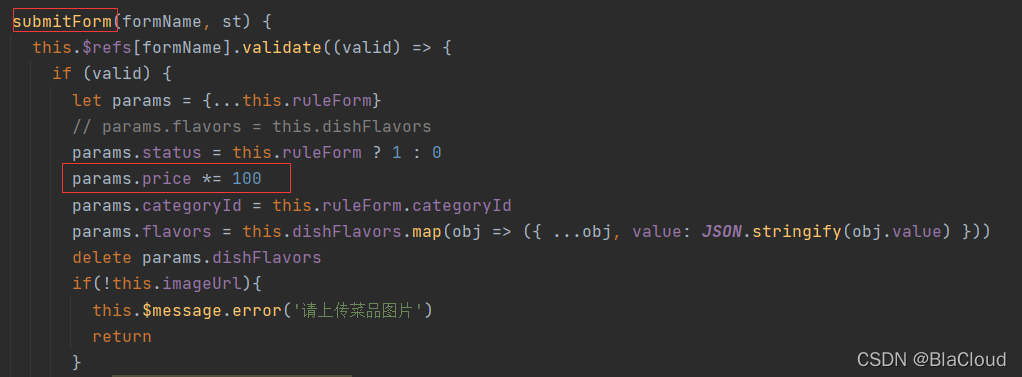 submitForm(formName, st) {
this.$refs[formName].validate((valid) => {
if (valid) {
let params = {...this.ruleForm}
// params.flavors = this.dishFlavors
params.status = this.ruleForm ? 1 : 0
params.price *= 100
params.categoryId = this.ruleForm.categoryId
params.flavors = this.dishFlavors.map(obj => ({ ...obj, value: JSON.stringify(obj.value) }))
delete params.dishFlavors
if(!this.imageUrl){
this.$message.error('请上传菜品图片')
return
}
CSDN @BlaCloud